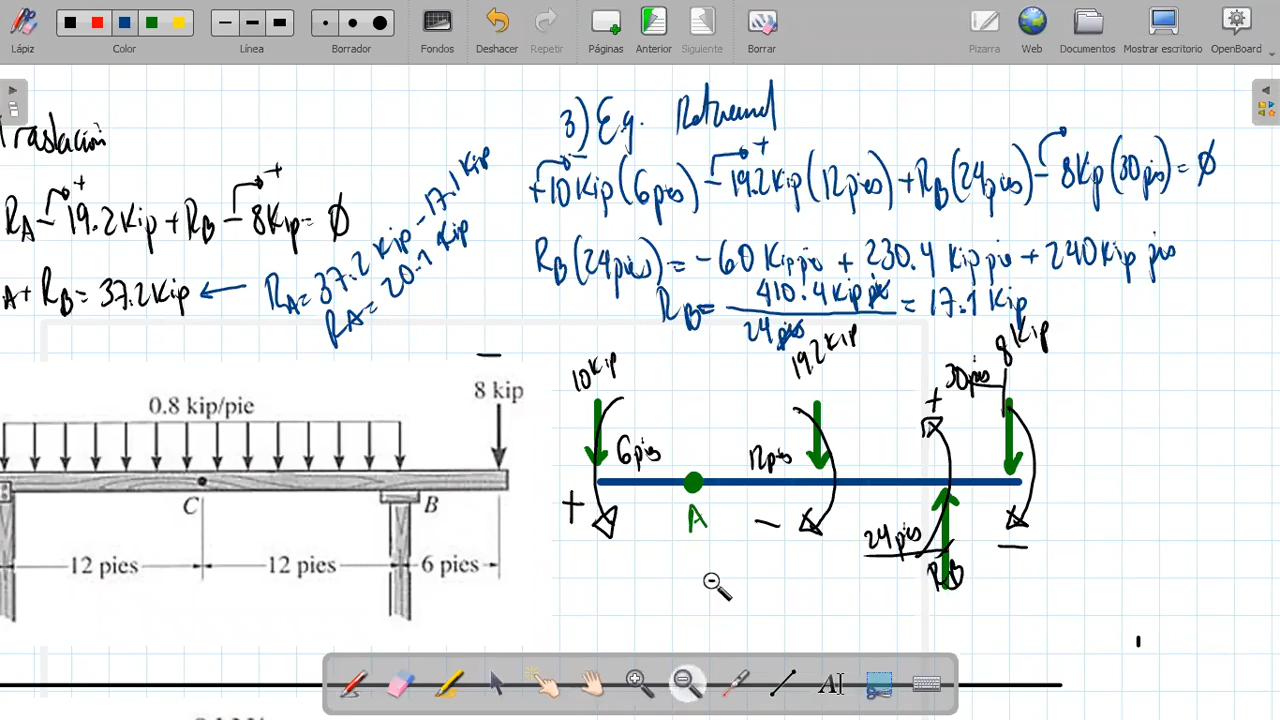 Lápiz Color Línea Borrador Fondos Deshacer Repetir Páginas Anterior Siguiente Borrar Pizarra Web Documentos Mostrar escritorio OpenBoard
Traslación
RA - 19.2 Kip + RB - 8 Kip = Ø
A + RB = 37.2 Kip ← RA = 37.2 Kip - 17.1 Kip
RA = 20.1 Kip
3) Eg. Rotacional
+10 Kip (6 pies) - 19.2 Kip (12 pies) + RB (24 pies) - 8 Kip (30 pies) = Ø
RB (24 pies) = -60 Kip pie + 230.4 Kip pie + 240 Kip pie
RB = 410.4 Kip pie / 24 pies = 17.1 Kip
0.8 kip/pie
8 kip
C
B
12 pies
12 pies
6 pies
10 Kip
19.2 Kip
8 Kip
30 pies
6 pies
12 pies
+
A
-
+
24 pies
RB
-